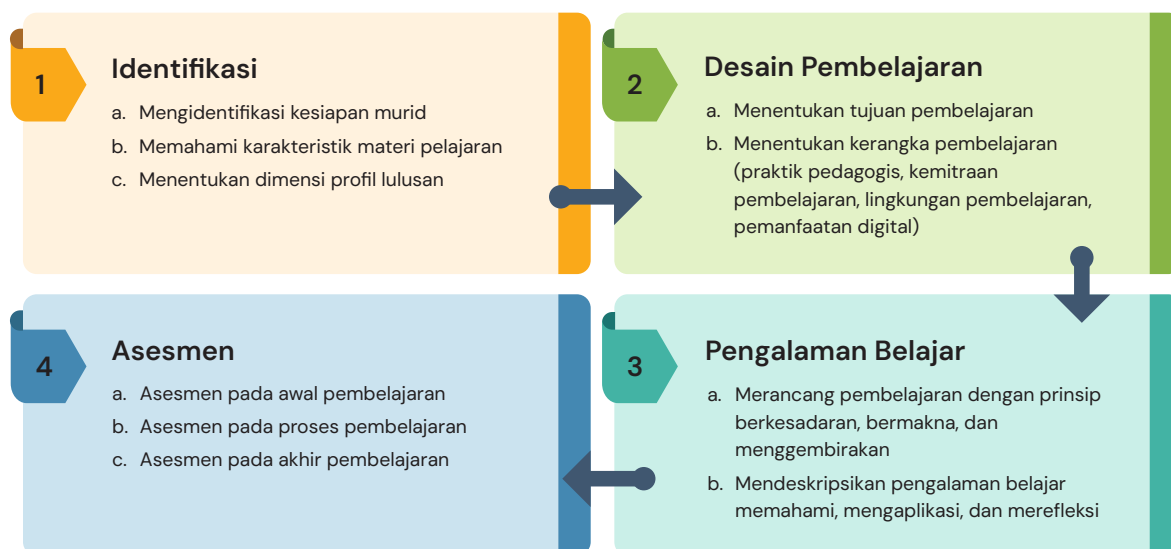 1
Identifikasi
a. Mengidentifikasi kesiapan murid
b. Memahami karakteristik materi pelajaran
c. Menentukan dimensi profil lulusan
2
Desain Pembelajaran
a. Menentukan tujuan pembelajaran
b. Menentukan kerangka pembelajaran
(praktik pedagogis, kemitraan
pembelajaran, lingkungan pembelajaran,
pemanfaatan digital)
3
Pengalaman Belajar
a. Merancang pembelajaran dengan prinsip
berkesadaran, bermakna, dan
menggembirakan
b. Mendeskripsikan pengalaman belajar
memahami, mengaplikasi, dan merefleksi
4
Asesmen
a. Asesmen pada awal pembelajaran
b. Asesmen pada proses pembelajaran
c. Asesmen pada akhir pembelajaran